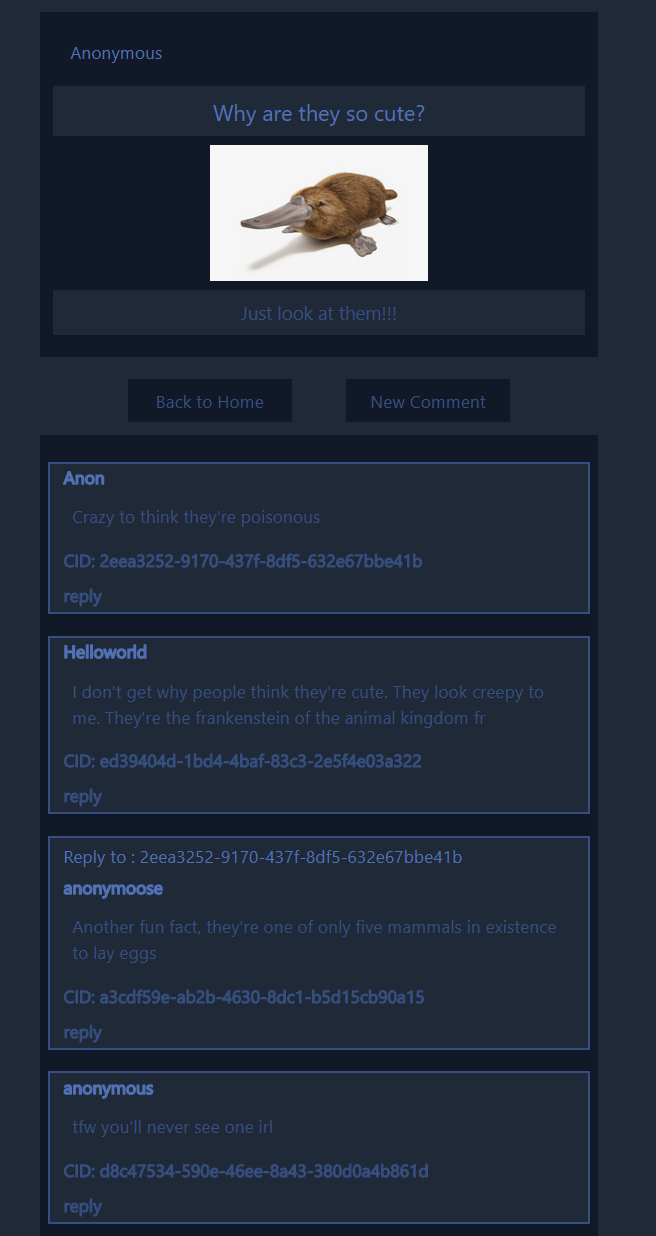 Anonymous
Why are they so cute?
Just look at them!!!
Back to Home
New Comment
Anon
Crazy to think they're poisonous
CID: 2eea3252-9170-437f-8df5-632e67bbe41b
reply
Helloworld
I don't get why people think they're cute. They look creepy to
me. They're the frankenstein of the animal kingdom fr
CID: ed39404d-1bd4-4baf-83c3-2e5f4e03a322
reply
Reply to : 2eea3252-9170-437f-8df5-632e67bbe41b
anonymoose
Another fun fact, they're one of only five mammals in existence
to lay eggs
CID: a3cdf59e-ab2b-4630-8dc1-b5d15cb90a15
reply
anonymous
tfw you'll never see one irl
CID: d8c47534-590e-46ee-8a43-380d0a4b861d
reply